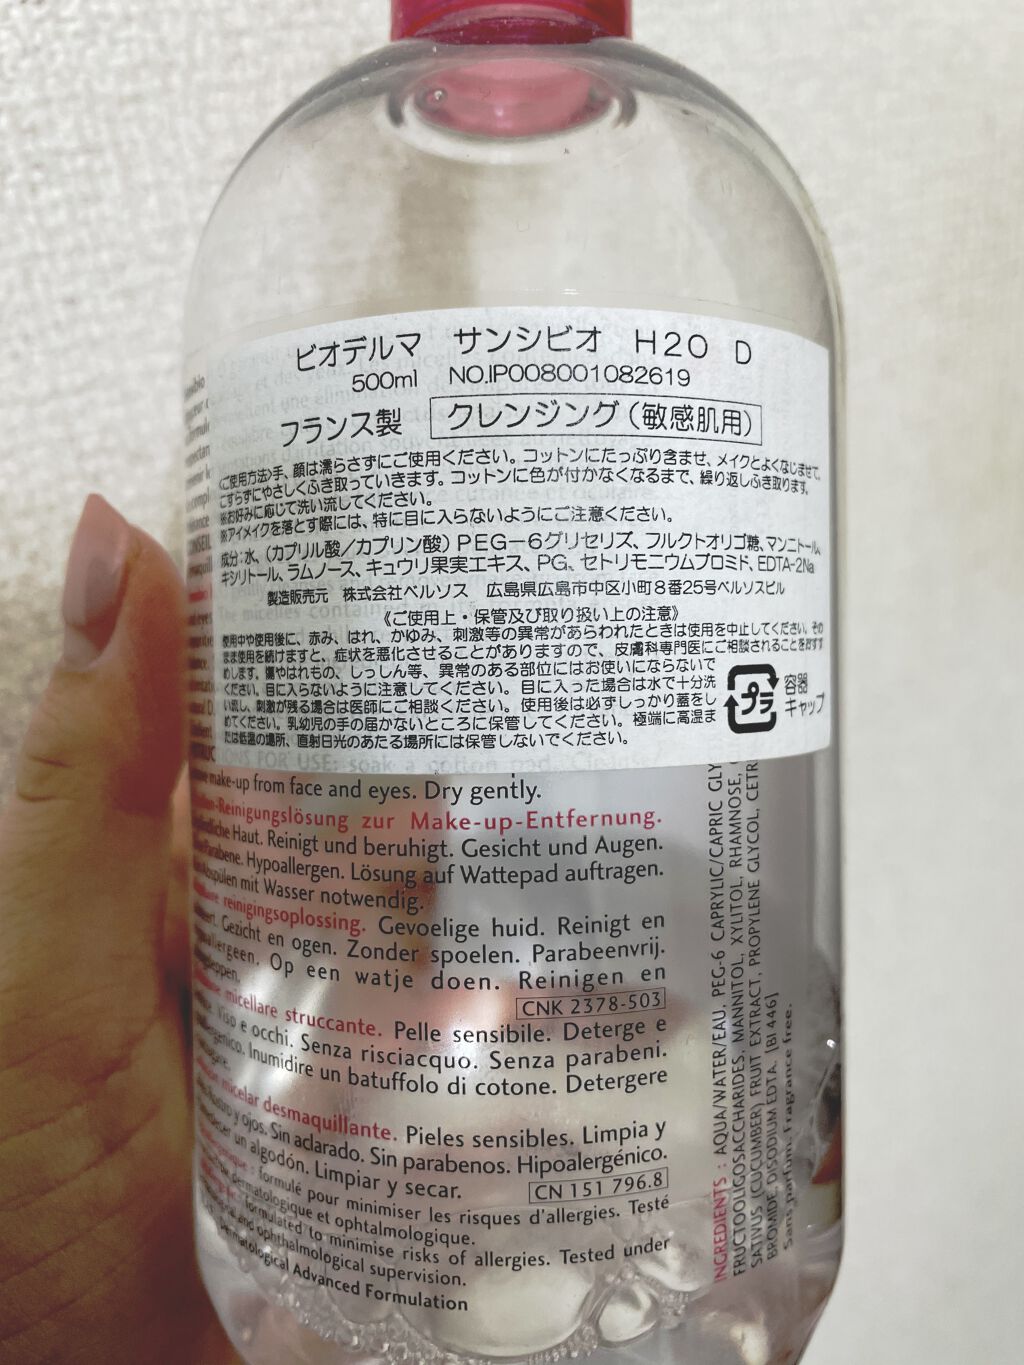 ビオデルマ　サンシビオ　H2O　D
500ml　NO.IP008001082619
フランス製　クレンジング(敏感肌用)
<ご使用方法>手、顔は濡らさずにご使用ください。コットンにたっぷり含ませ、メイクとよくなじませて、
こすらずにやさしくふき取っていきます。コットンに色が付かなくなるまで、繰り返しふき取ります。
※お好みに応じて洗い流してください。
※アイメイクを落とす際には、特に目に入らないようにご注意ください。
成分:水、(カプリル酸/カプリン酸)PEG-6グリセリズ、フルクトオリゴ糖、マンニトール、
キシリトール、ラムノース、キュウリ果実エキス、PG、セトリモニウムブロミド、EDTA-2Na
製造販売元　株式会社ベルソス　広島県広島市中区小町8番25号ベルソスビル
《ご使用上・保管及び取り扱い上の注意》
使用中や使用後に、赤み、はれ、かゆみ、刺激等の異常があらわれたときは使用を中止してください。その
まま使用を続けますと、症状を悪化させることがありますので、皮膚科専門医にご相談されることをおすす
めします。傷やはれもの、しっしん等、異常のある部位にはお使いにならないで
ください。目に入らないように注意してください。目に入った場合は水で十分洗
い流し、刺激が残る場合は医師にご相談ください。使用後は必ずしっかり蓋をし
めてください。乳幼児の手の届かないところに保管してください。極端に高温ま
たは低温の場所、直射日光のあたる場所には保管しないでください。
プラ
容器
キャップ
IONS FOR USE: soak a cotton pad. Cleanse
make-up from face and eyes. Dry gently.
-Reinigungslösung zur Make-up-Entfernung.
Haut. Reinigt und beruhigt. Gesicht und Augen.
Parabene. Hypoallergen. Lösung auf Wattepad auftragen.
Abspülen mit Wasser notwendig.
reinigingsoplossing. Gevoelige huid. Reinigt en
Gezicht en ogen. Zonder spoelen. Parabeenvrij.
Op een watje doen. Reinigen en
CNK 2378-503
micellare struccante. Pelle sensibile. Deterge e
Viso e occhi. Senza risciacquo. Senza parabeni.
Inumidire un batuffolo di cotone. Detergere
micelar desmaquillante. Pieles sensibles. Limpia y
y ojos. Sin aclarado. Sin parabenos. Hipoalergénico.
un algodón. Limpiar y secar.
CN 151 796.8
formulé pour minimiser les risques d'allergies. Testé
dermatologique et ophtalmologique.
formulated to minimise risks of allergies. Tested under
and ophthalmological supervision.
Dermatological Advanced Formulation
INGREDIENTS : AQUA/WATER/EAU, PEG-6 CAPRYLIC/CAPRIC GLY
FRUCTOOLIGOSACCHARIDES, MANNITOL, XYLITOL, RHAMNOSE,
SATIVUS (CUCUMBER) FRUIT EXTRACT, PROPYLENE GLYCOL, CETR
BROMIDE, DISODIUM EDTA. [BI 446]
Sans parfum. Fragrance free.